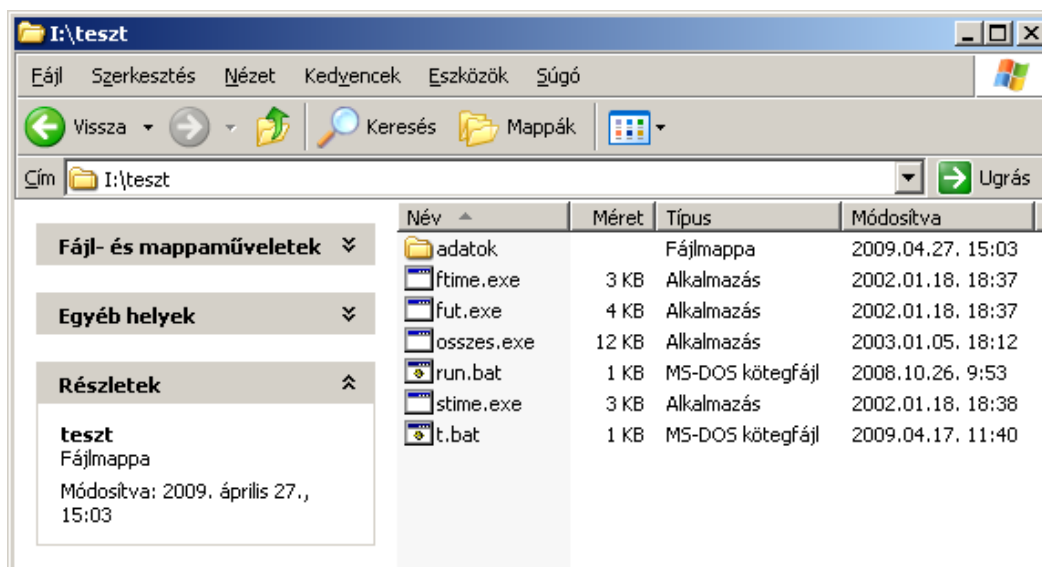 I:\teszt
Fájl Szerkesztés Nézet Kedvencek Eszközök Súgó
Vissza Keresés Mappák
Cím I:\teszt Ugrás
Név Méret Típus Módosítva
Fájl- és mappaműveletek
Egyéb helyek
Részletek
teszt
Fájlmappa
Módosítva: 2009. április 27.,
15:03
adatok Fájlmappa 2009.04.27. 15:03
ftime.exe 3 KB Alkalmazás 2002.01.18. 18:37
fut.exe 4 KB Alkalmazás 2002.01.18. 18:37
osszes.exe 12 KB Alkalmazás 2003.01.05. 18:12
run.bat 1 KB MS-DOS kötegfájl 2008.10.26. 9:53
stime.exe 3 KB Alkalmazás 2002.01.18. 18:38
t.bat 1 KB MS-DOS kötegfájl 2009.04.17. 11:40